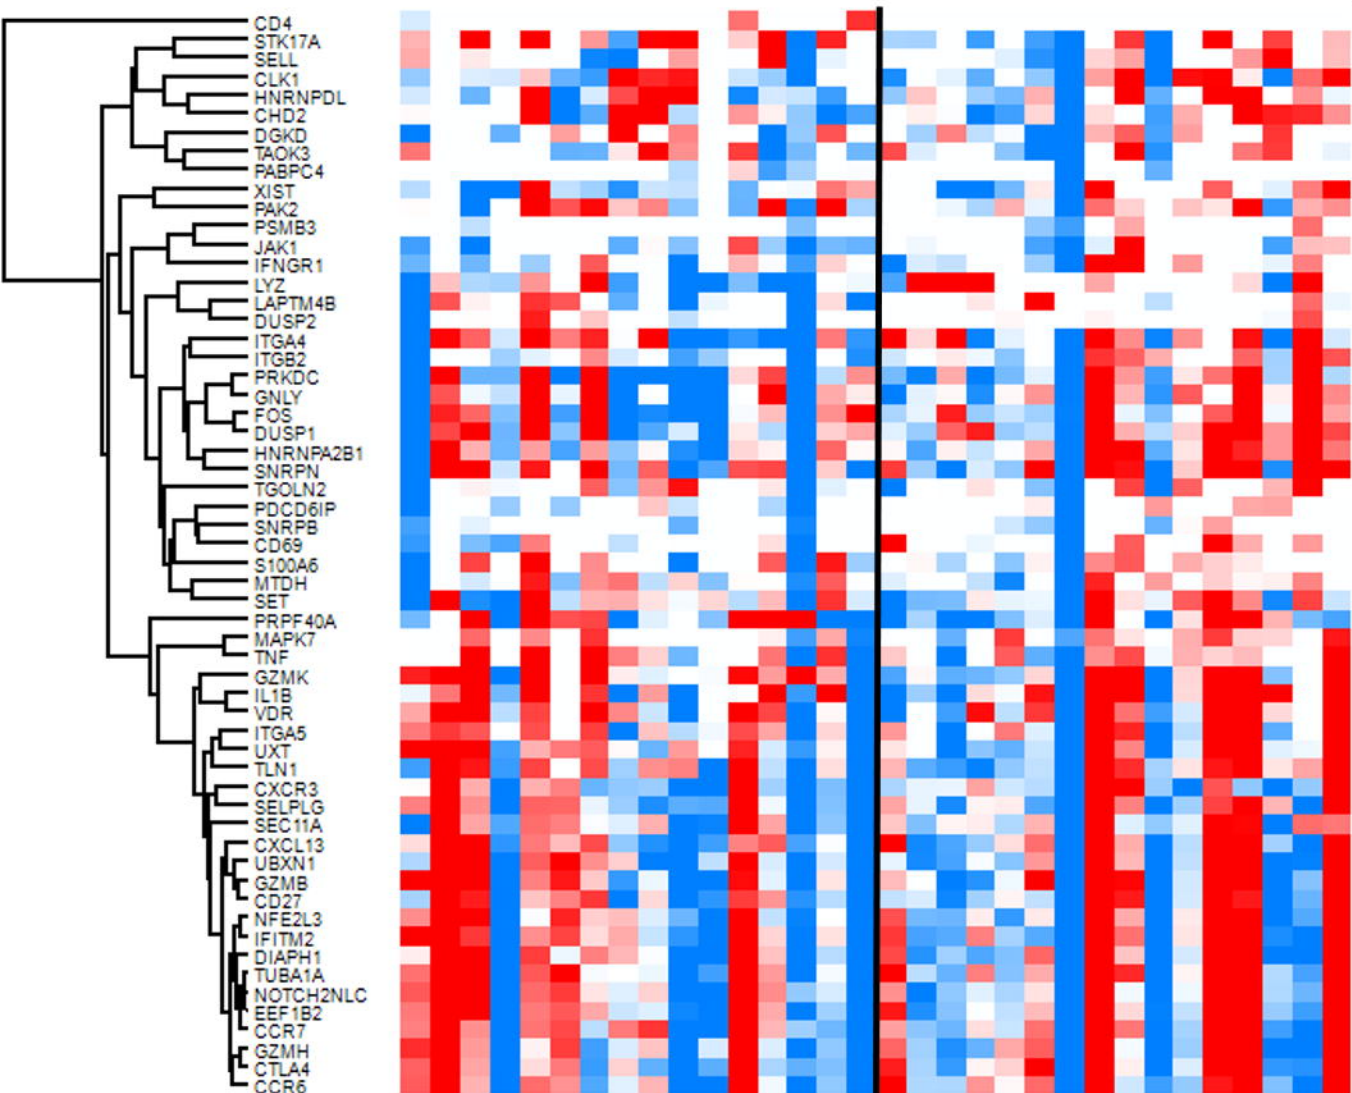 CD4
STK17A
SELL
CLK1
HNRNPDL
CHD2
DGKD
TAOK3
PABPC4
XIST
PAK2
PSMB3
JAK1
IFNGR1
LYZ
LAPTM4B
DUSP2
ITGA4
ITGB2
PRKDC
GNLY
FOS
DUSP1
HNRNPA2B1
SNRPN
TGOLN2
PDCD6IP
SNRPB
CD69
S100A6
MTDH
SET
PRPF40A
MAPK7
TNF
GZMK
IL1B
VDR
ITGA5
UXT
TLN1
CXCR3
SELPLG
SEC11A
CXCL13
UBXN1
GZMB
CD27
NFE2L3
IFITM2
DIAPH1
TUBA1A
NOTCH2NLC
EEF1B2
CCR7
GZMH
CTLA4
CCR6